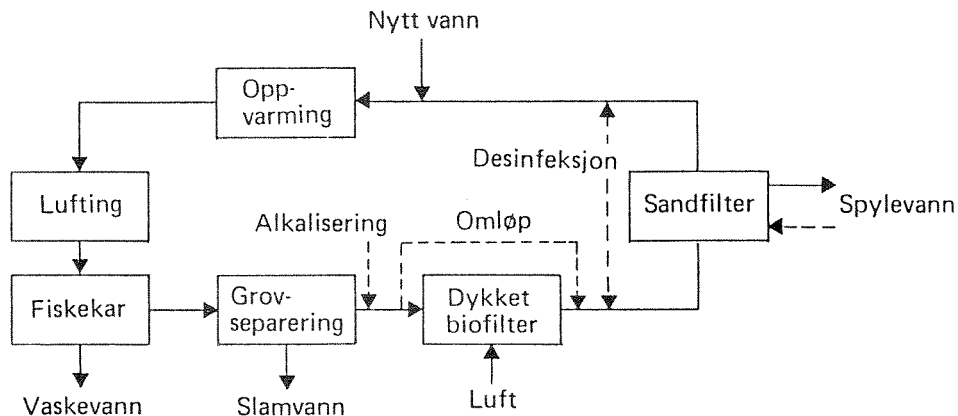 Nytt vann
Opp-
varming
Desinfeksjon
Lufting
Sandfilter
Spylevann
Alkalisering
Omløp
Fiskekar
Grov-
separering
Dykket
biofilter
Vaskevann
Slamvann
Luft